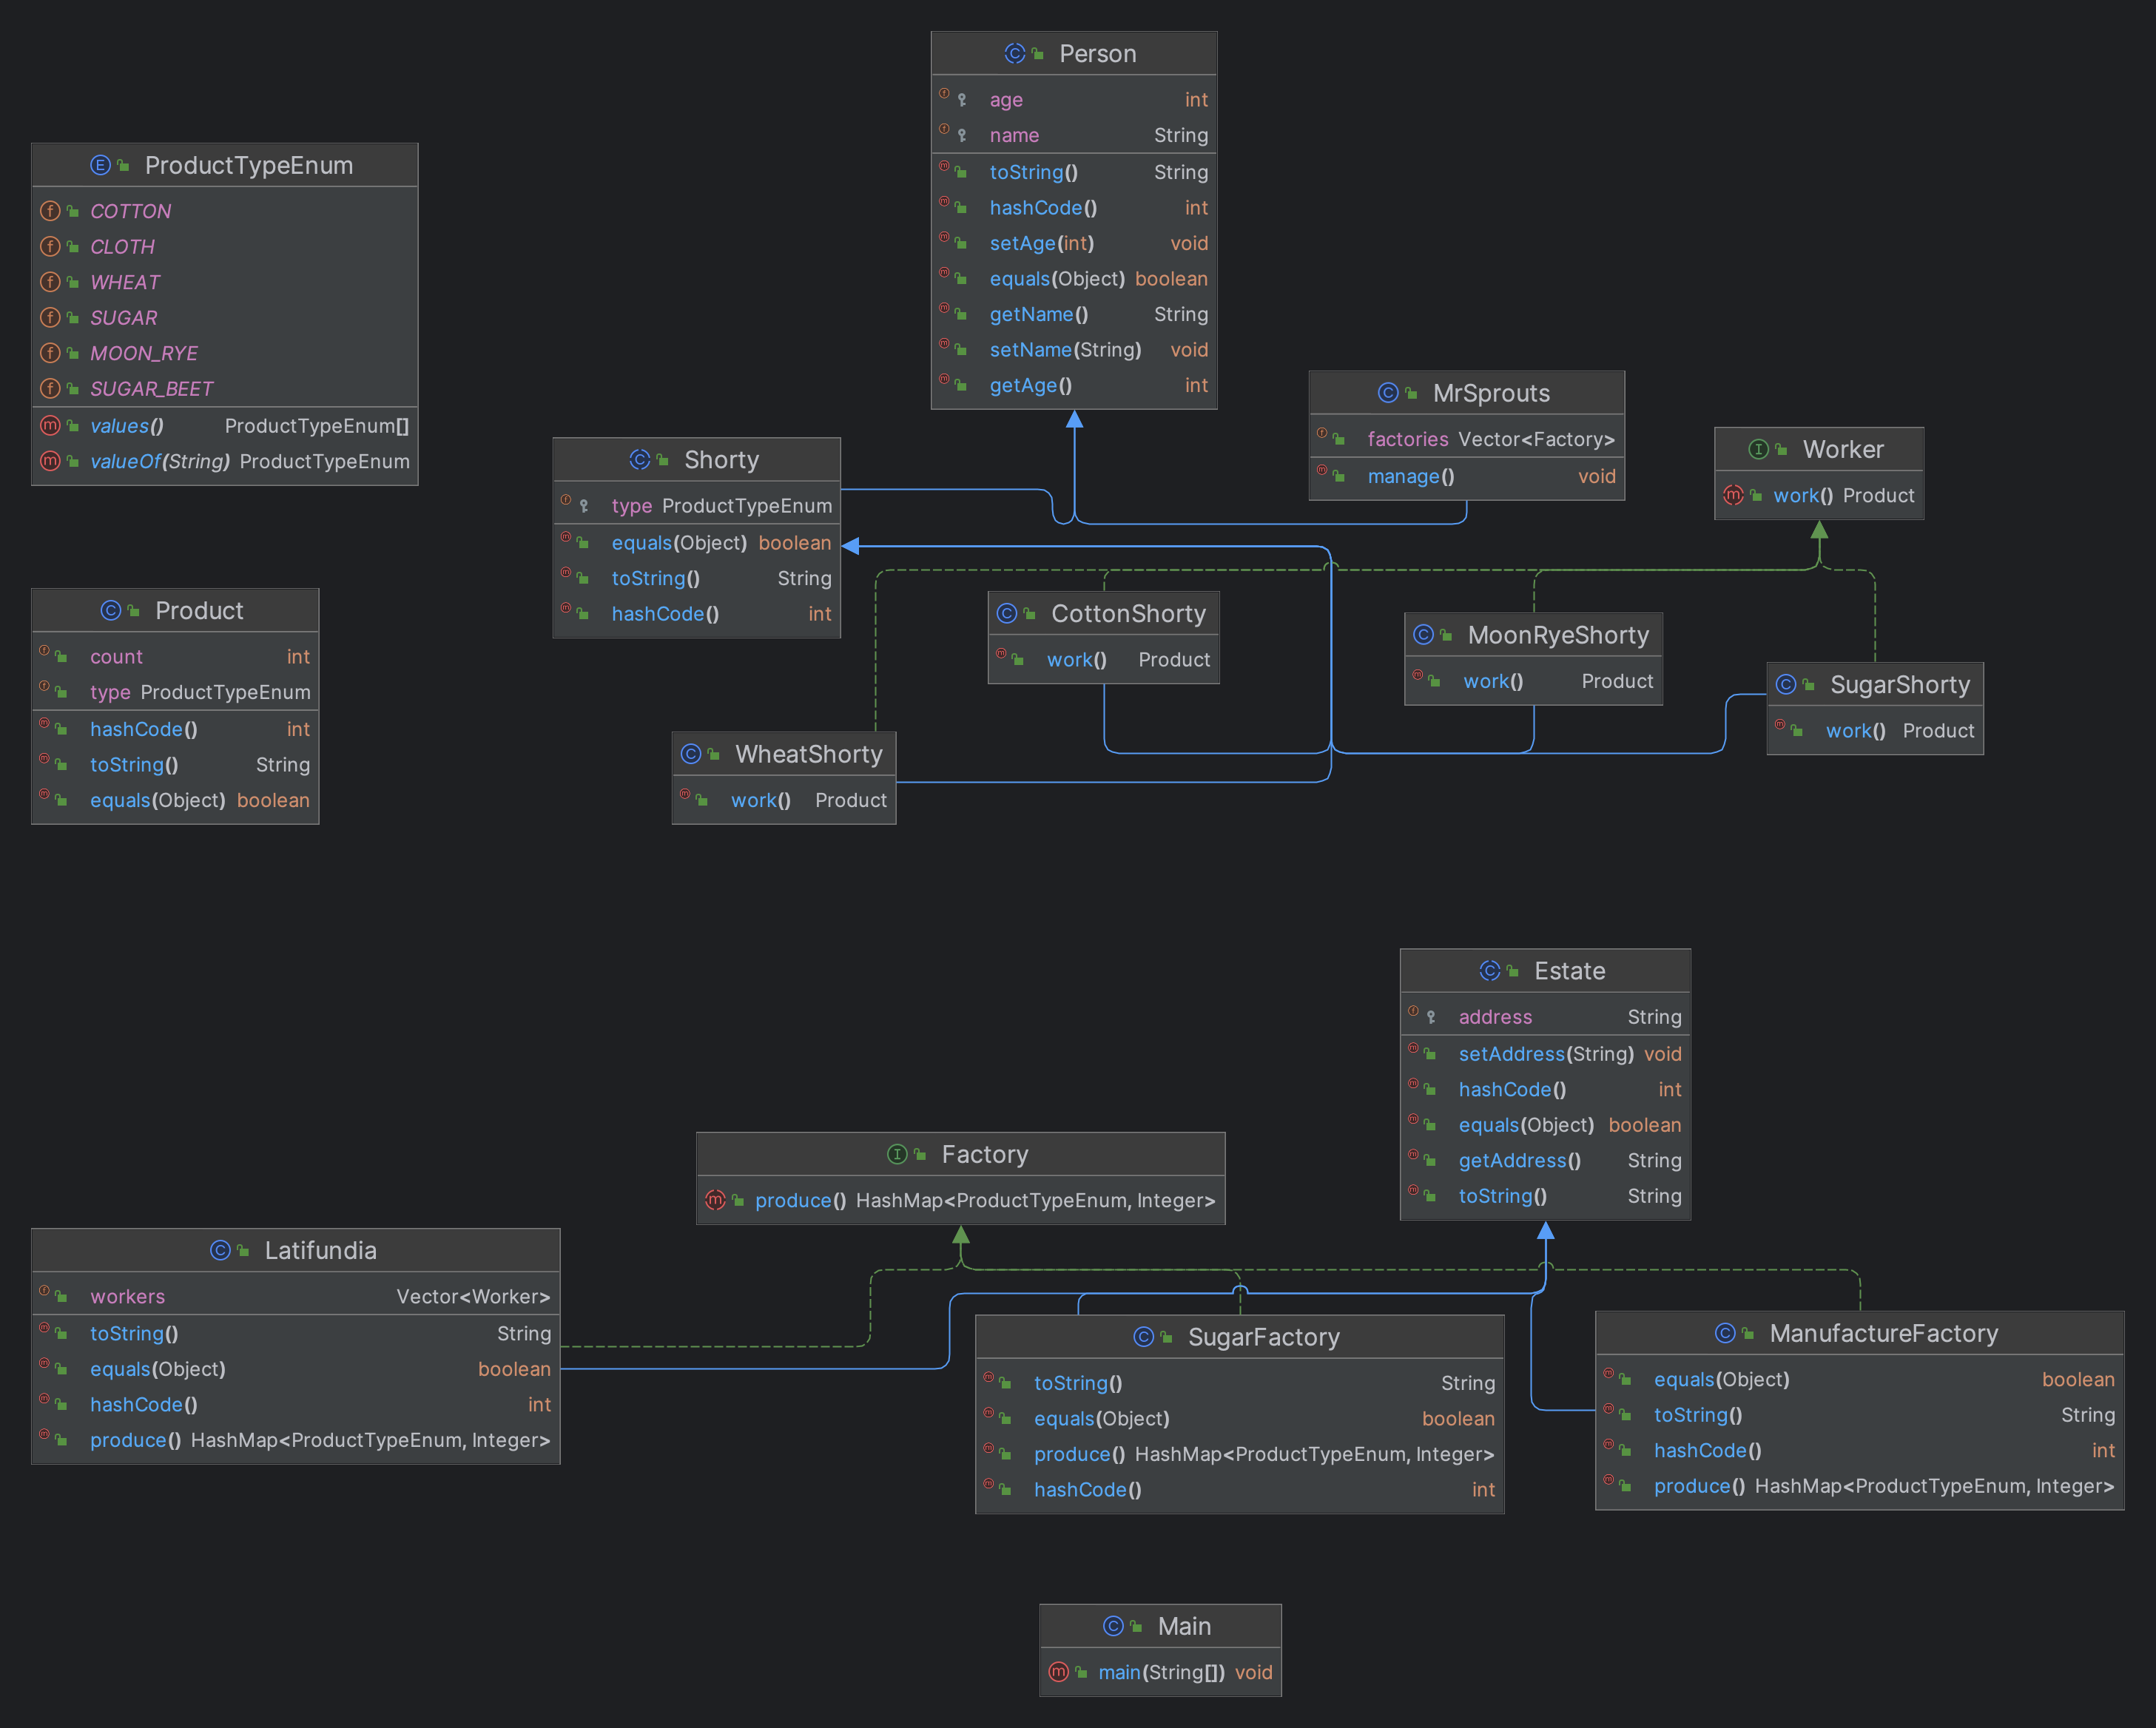 Person
age int
name String
toString() String
hashCode() int
setAge(int) void
equals(Object) boolean
getName() String
setName(String) void
getAge() int
ProductTypeEnum
COTTON
CLOTH
WHEAT
SUGAR
MOON_RYE
SUGAR_BEET
values() ProductTypeEnum[]
valueOf(String) ProductTypeEnum
MrSprouts
factories Vector<Factory>
manage() void
Worker
work() Product
Shorty
type ProductTypeEnum
equals(Object) boolean
toString() String
hashCode() int
Product
count int
type ProductTypeEnum
hashCode() int
toString() String
equals(Object) boolean
CottonShorty
work() Product
MoonRyeShorty
work() Product
SugarShorty
work() Product
WheatShorty
work() Product
Estate
address String
setAddress(String) void
hashCode() int
equals(Object) boolean
getAddress() String
toString() String
Factory
produce() HashMap<ProductTypeEnum, Integer>
Latifundia
workers Vector<Worker>
toString() String
equals(Object) boolean
hashCode() int
produce() HashMap<ProductTypeEnum, Integer>
SugarFactory
toString() String
equals(Object) boolean
produce() HashMap<ProductTypeEnum, Integer>
hashCode() int
ManufactureFactory
equals(Object) boolean
toString() String
hashCode() int
produce() HashMap<ProductTypeEnum, Integer>
Main
main(String[]) void